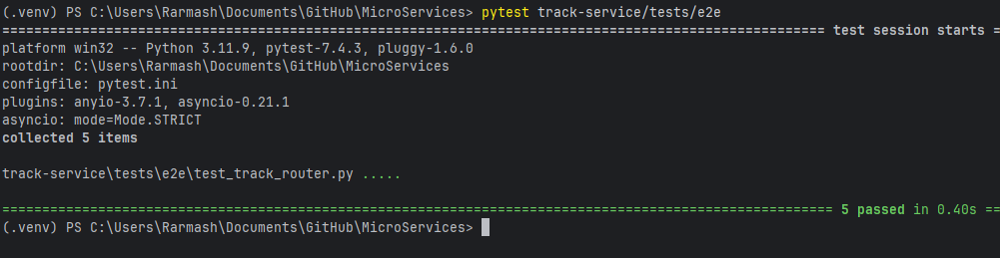 (.venv) PS C:\Users\Rarmash\Documents\GitHub\MicroServices> pytest track-service/tests/e2e
======================================================================================================== test session starts =
platform win32 -- Python 3.11.9, pytest-7.4.3, pluggy-1.6.0
rootdir: C:\Users\Rarmash\Documents\GitHub\MicroServices
configfile: pytest.ini
plugins: anyio-3.7.1, asyncio-0.21.1
asyncio: mode=Mode.STRICT
collected 5 items
track-service\tests\e2e\test_track_router.py .....
========================================================================================================= 5 passed in 0.40s ==
(.venv) PS C:\Users\Rarmash\Documents\GitHub\MicroServices>